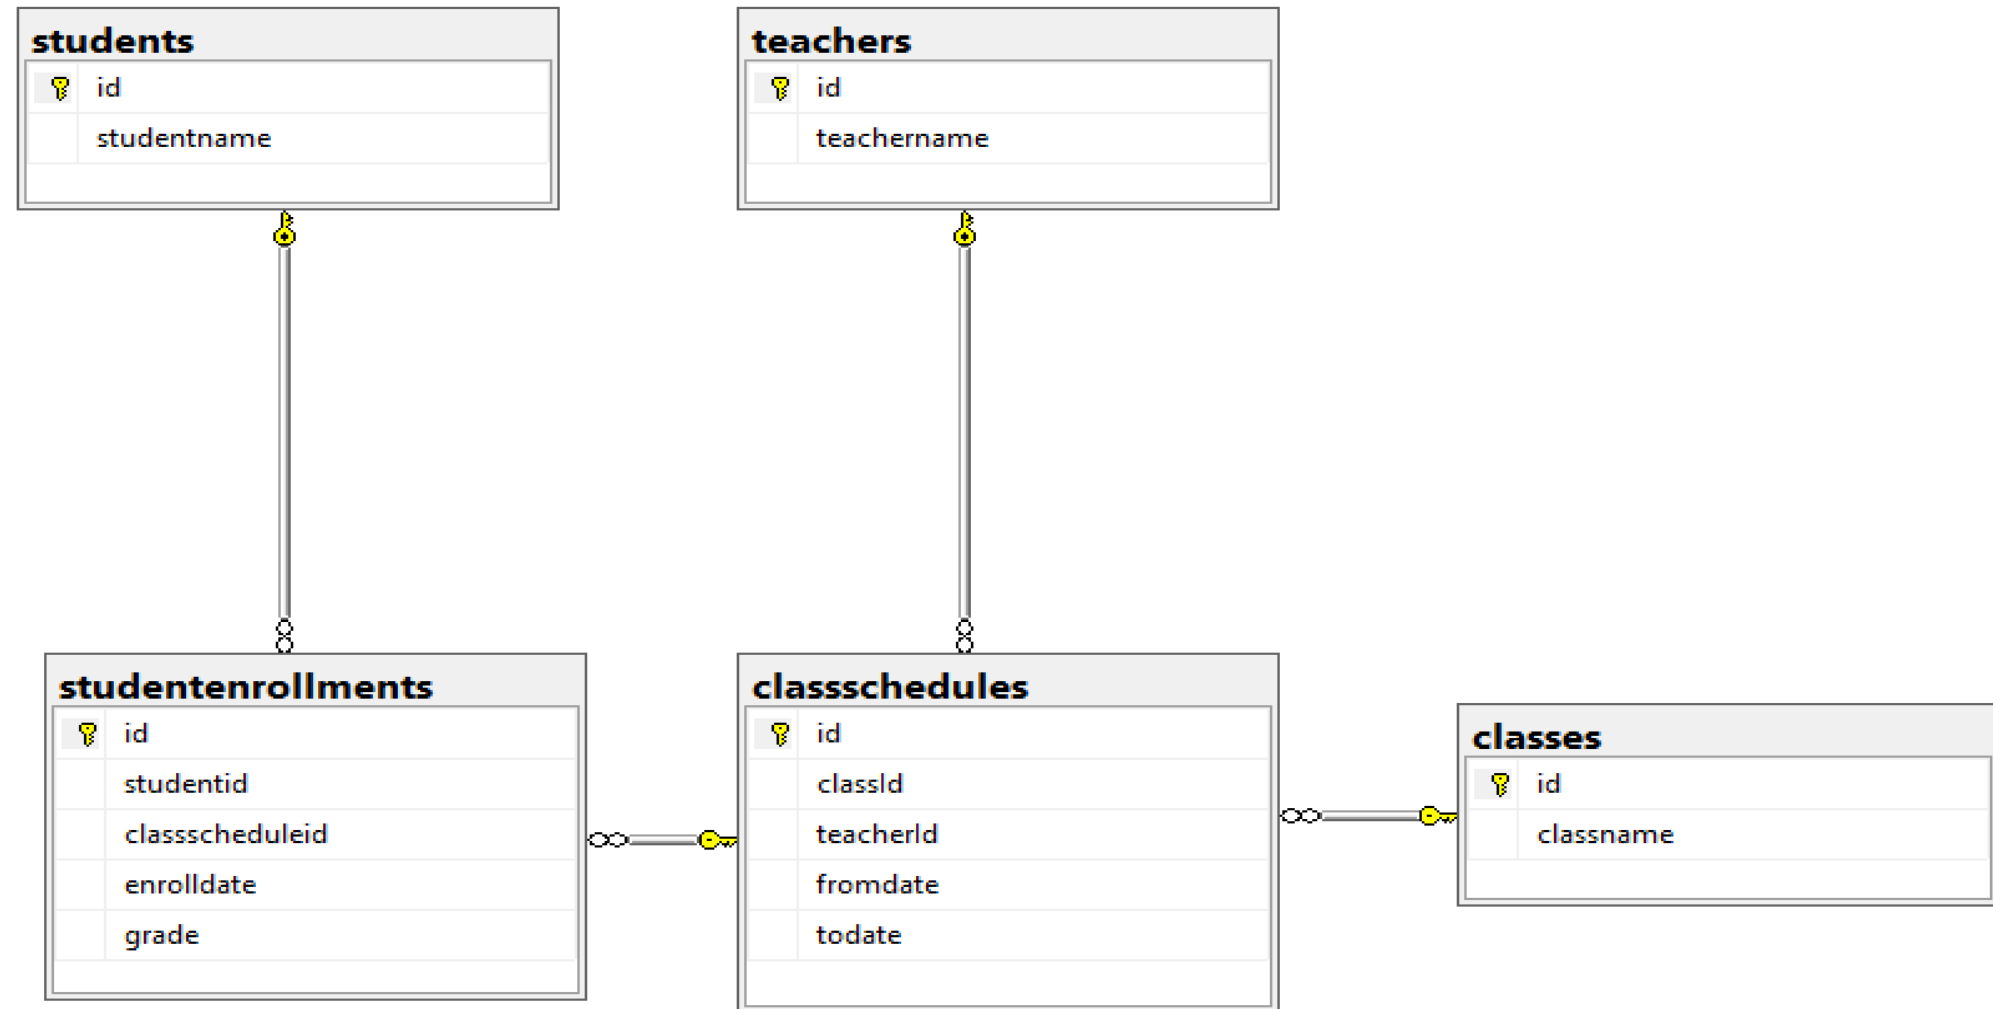 students
id
studentname
teachers
id
teachername
studentenrollments
id
studentid
classscheduleid
enrolldate
grade
classschedules
id
classId
teacherId
fromdate
todate
classes
id
classname